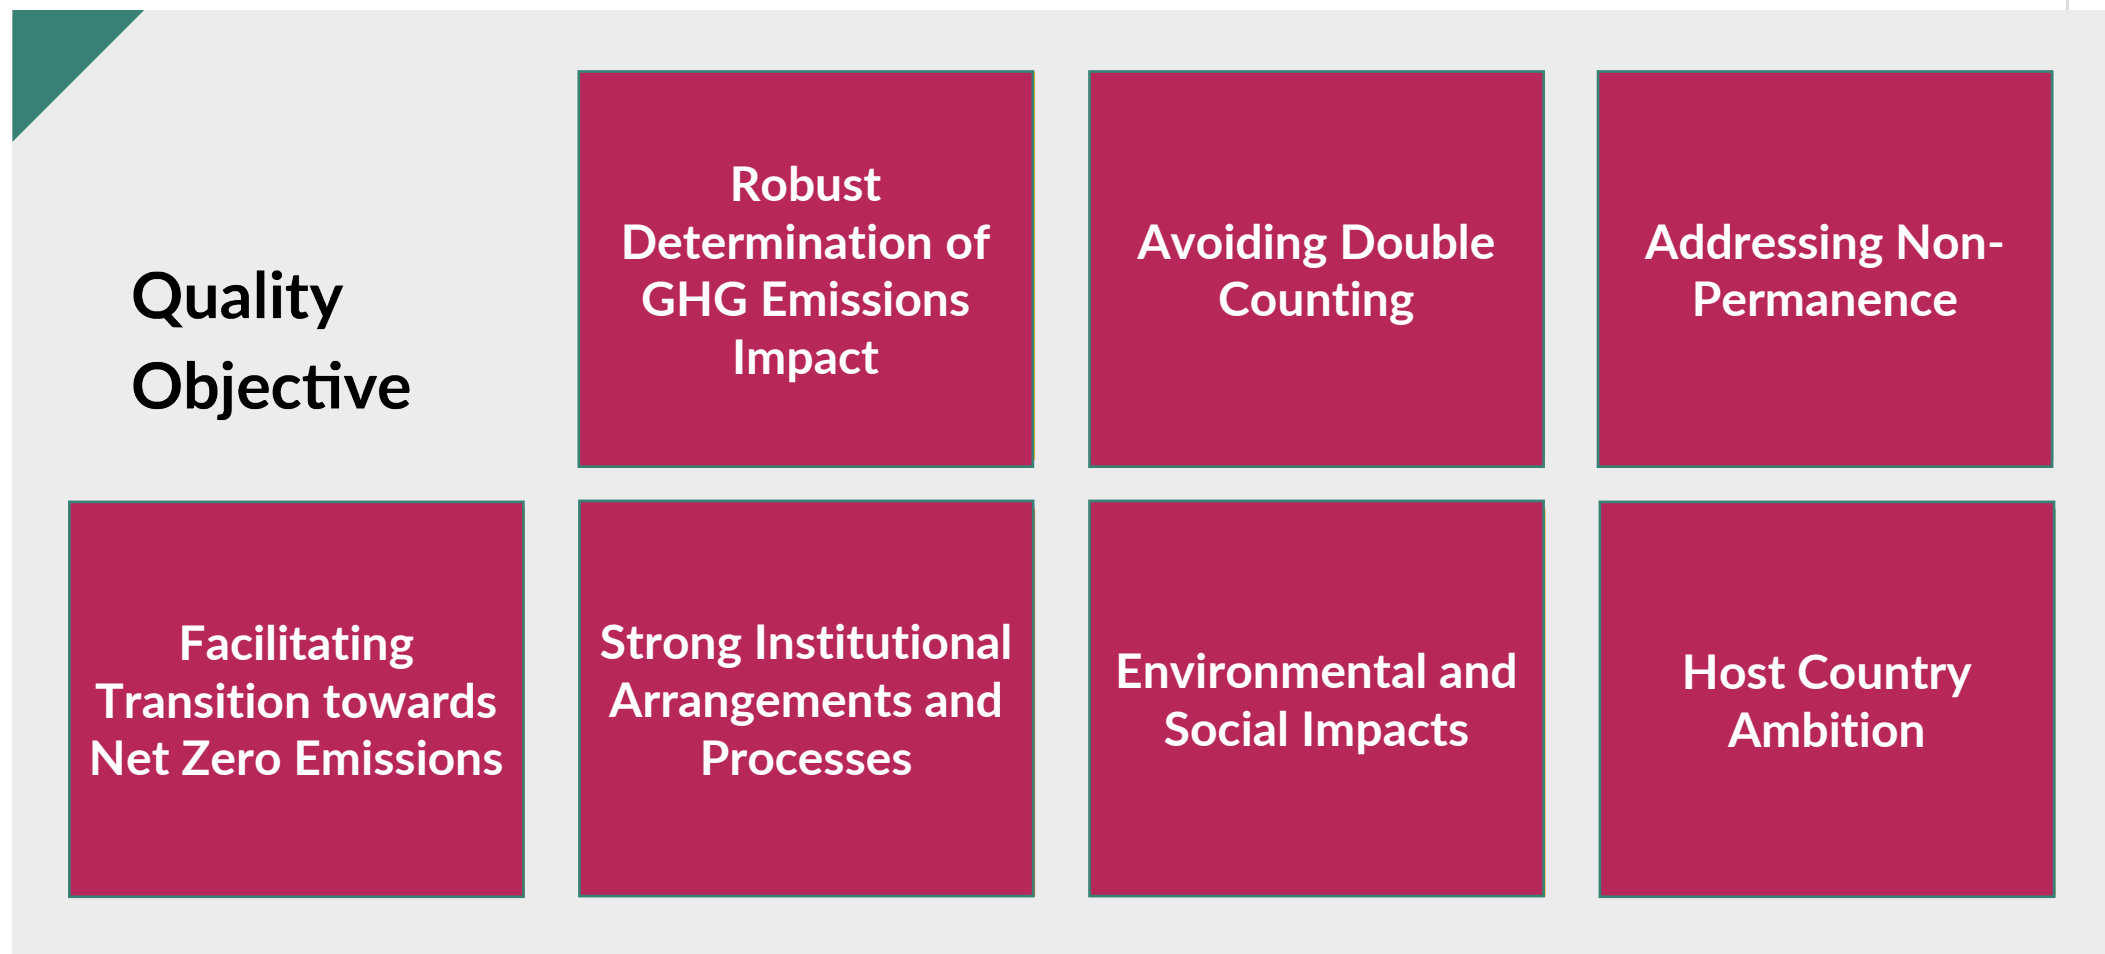 Quality
Objective
Robust
Determination of
GHG Emissions
Impact
Avoiding Double
Counting
Addressing Non-
Permanence
Facilitating
Transition towards
Net Zero Emissions
Strong Institutional
Arrangements and
Processes
Environmental and
Social Impacts
Host Country
Ambition